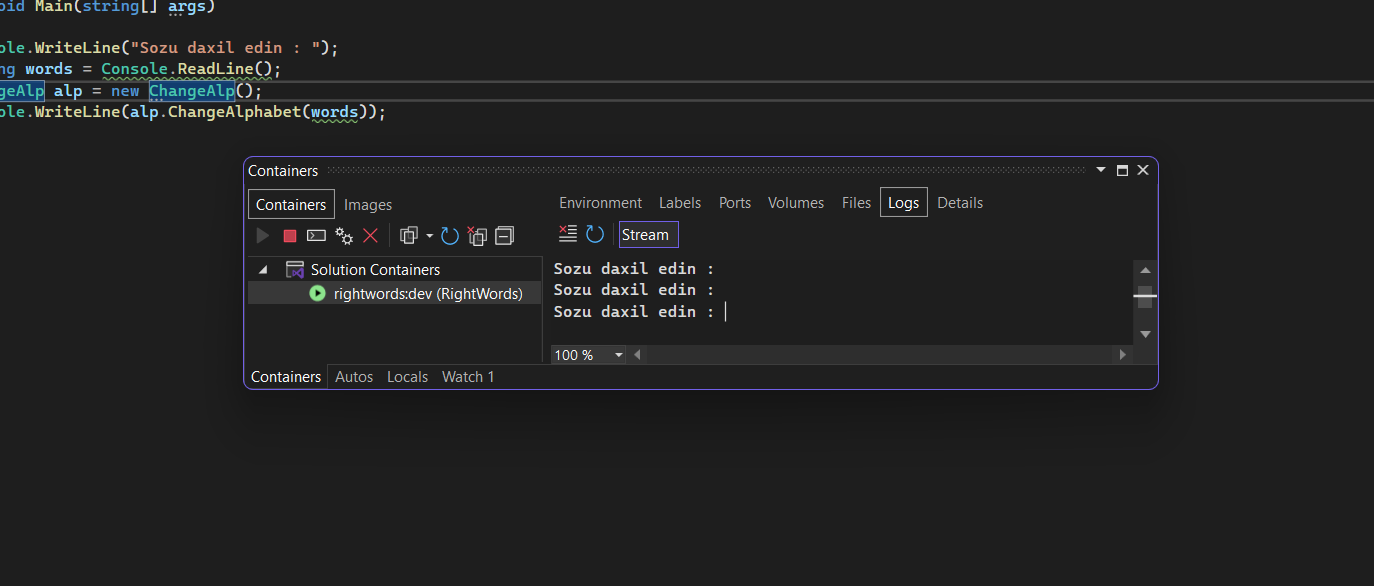 oid Main(string[] args)
ole.WriteLine("Sozu daxil edin : ");
ng words = Console.ReadLine();
geAlp alp = new ChangeAlp();
ole.WriteLine(alp.ChangeAlphabet(words));
Containers
Containers Images
Environment Labels Ports Volumes Files Logs Details
Stream
Solution Containers
rightwords:dev (RightWords)
Sozu daxil edin :
Sozu daxil edin :
Sozu daxil edin :
100 %
Containers Autos Locals Watch 1